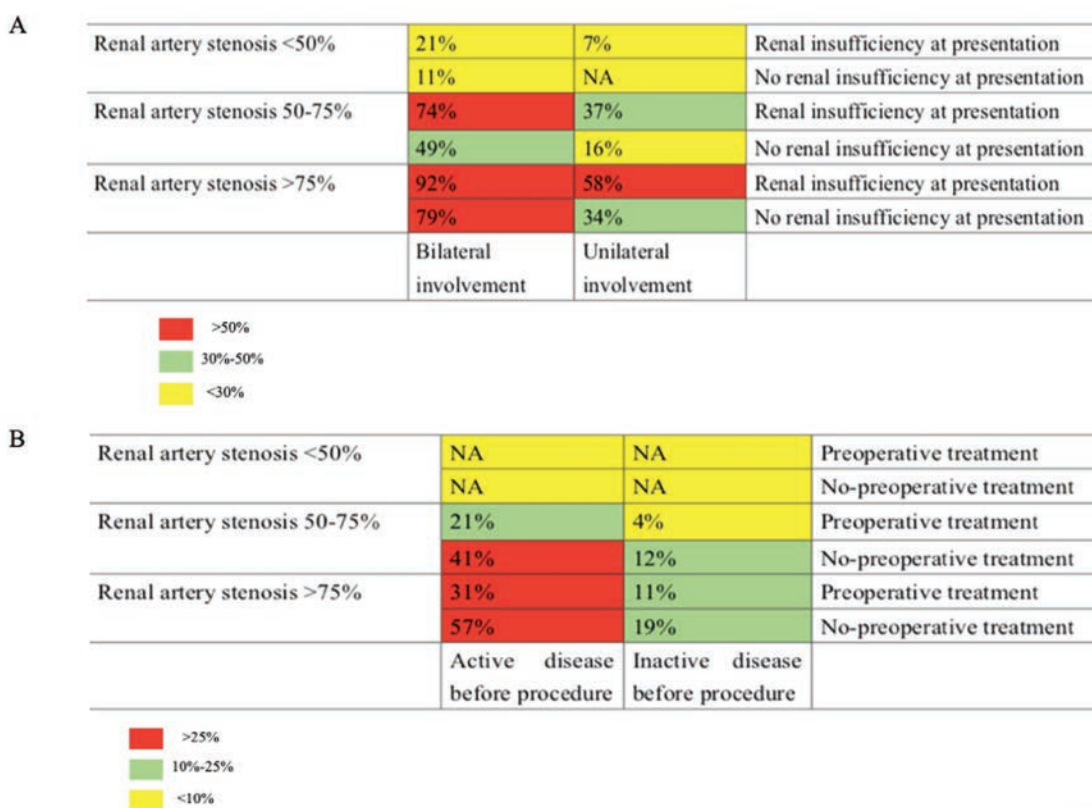 A
Renal artery stenosis <50% 21% 7% Renal insufficiency at presentation
11% NA No renal insufficiency at presentation
Renal artery stenosis 50-75% 74% 37% Renal insufficiency at presentation
49% 16% No renal insufficiency at presentation
Renal artery stenosis >75% 92% 58% Renal insufficiency at presentation
79% 34% No renal insufficiency at presentation
Bilateral Unilateral
involvement involvement
>50%
30%-50%
<30%
B
Renal artery stenosis <50% NA NA Preoperative treatment
NA NA No-preoperative treatment
Renal artery stenosis 50-75% 21% 4% Preoperative treatment
41% 12% No-preoperative treatment
Renal artery stenosis >75% 31% 11% Preoperative treatment
57% 19% No-preoperative treatment
Active disease Inactive disease
before procedure before procedure
>25%
10%-25%
<10%